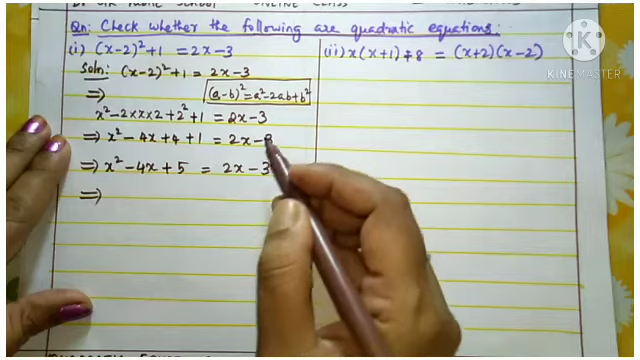 Qn: Check whether the following are quadratic equations:
(i) (x-2)² + 1 = 2x - 3
(ii) x(x+1) + 8 = (x+2)(x-2)
Soln: (x-2)² + 1 = 2x - 3
⇒ (a-b)² = a² - 2ab + b²
x² - 2×x×2 + 2² + 1 = 2x - 3
⇒ x² - 4x + 4 + 1 = 2x - 3
⇒ x² - 4x + 5 = 2x - 3
⇒
KINEMASTER